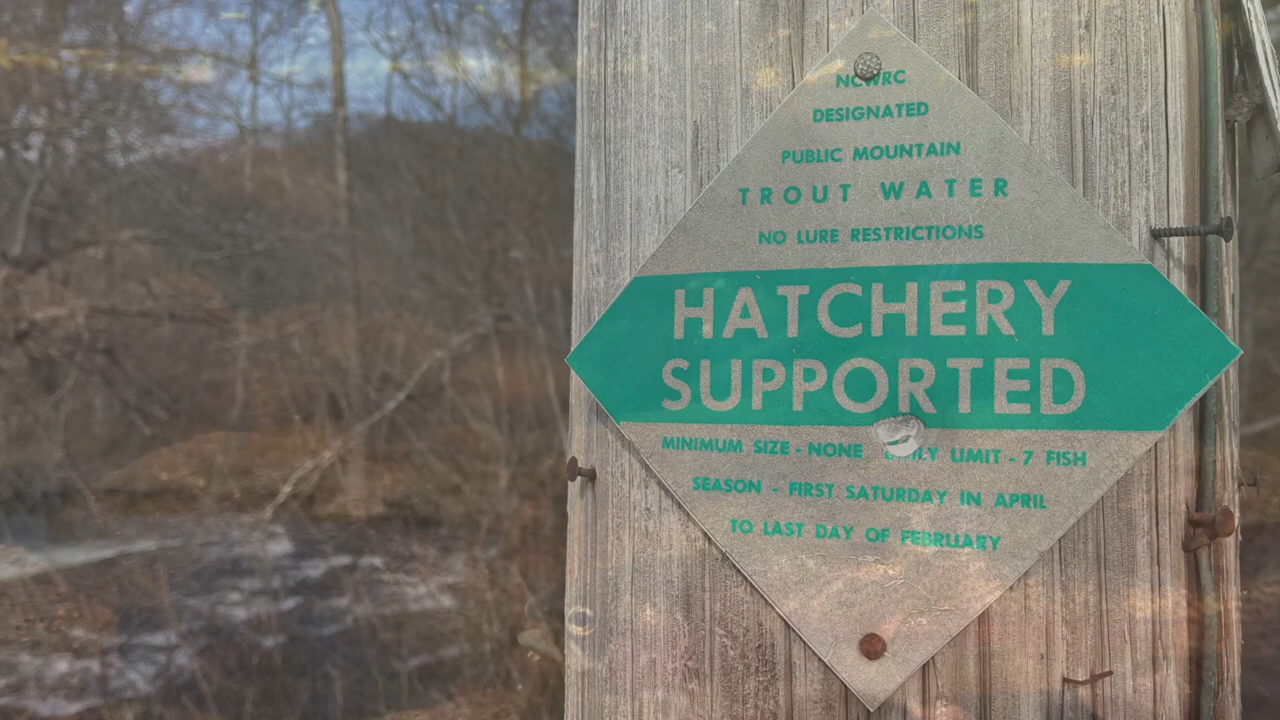 NCWRC
DESIGNATED
PUBLIC MOUNTAIN
TROUT WATER
NO LURE RESTRICTIONS
HATCHERY
SUPPORTED
MINIMUM SIZE - NONE DAILY LIMIT - 7 FISH
SEASON - FIRST SATURDAY IN APRIL
TO LAST DAY OF FEBRUARY